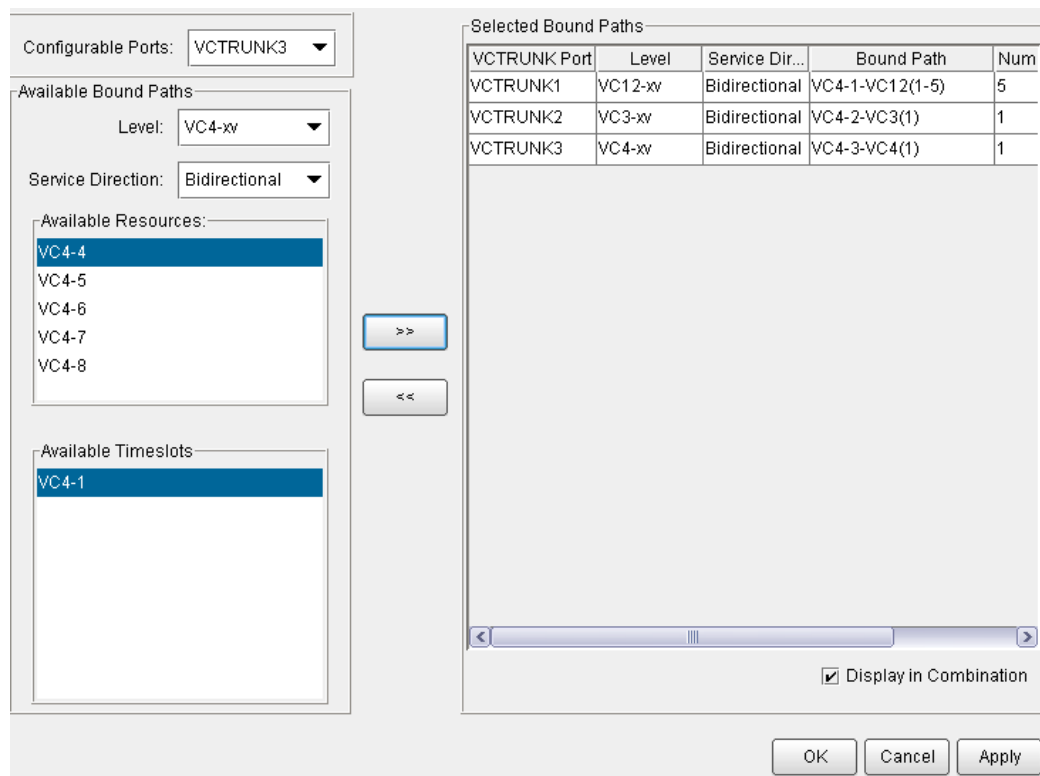 Configurable Ports: VCTRUNK3
Available Bound Paths
Level: VC4-xv
Service Direction: Bidirectional
Available Resources:
VC4-4
VC4-5
VC4-6
VC4-7
VC4-8
Available Timeslots
VC4-1
>>
<<
Selected Bound Paths
VCTRUNK Port Level Service Dir... Bound Path Num
VCTRUNK1 VC12-xv Bidirectional VC4-1-VC12(1-5) 5
VCTRUNK2 VC3-xv Bidirectional VC4-2-VC3(1) 1
VCTRUNK3 VC4-xv Bidirectional VC4-3-VC4(1) 1
Display in Combination
OK Cancel Apply